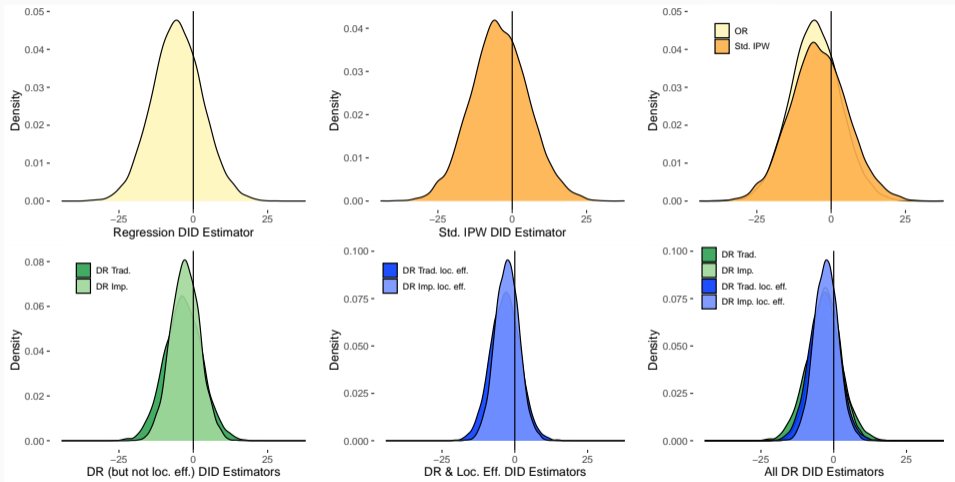 0.05
0.04
0.03
0.02
0.01
0.00
Density
−25 0 25
Regression DID Estimator
0.04
0.03
0.02
0.01
0.00
Density
−25 0 25
Std. IPW DID Estimator
0.05
0.04
0.03
0.02
0.01
0.00
Density
OR
Std. IPW
−25 0 25
Std. IPW DID Estimator
0.08
0.06
0.04
0.02
0.00
Density
DR Trad.
DR Imp.
−25 0 25
DR (but not loc. eff.) DID Estimators
0.100
0.075
0.050
0.025
0.000
Density
DR Trad. loc. eff.
DR Imp. loc. eff.
−25 0 25
DR & Loc. Eff. DID Estimators
0.100
0.075
0.050
0.025
0.000
Density
DR Trad.
DR Imp.
DR Trad. loc. eff.
DR Imp. loc. eff.
−25 0 25
All DR DID Estimators